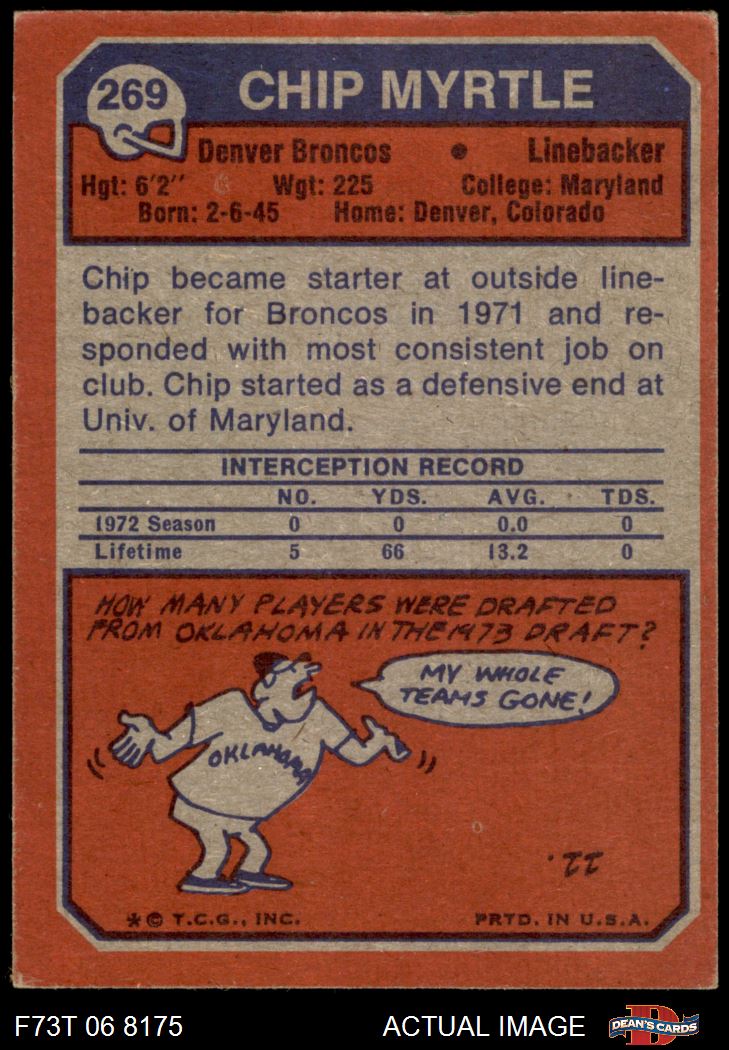 269
CHIP MYRTLE
Denver Broncos • Linebacker
Hgt: 6'2" Wgt: 225 College: Maryland
Born: 2-6-45 Home: Denver, Colorado
Chip became starter at outside line-
backer for Broncos in 1971 and re-
sponded with most consistent job on
club. Chip started as a defensive end at
Univ. of Maryland.
INTERCEPTION RECORD
NO. YDS. AVG. TDS.
1972 Season 0 0 0.0 0
Lifetime 5 66 13.2 0
HOW MANY PLAYERS WERE DRAFTED
FROM OKLAHOMA IN THE 1973 DRAFT?
MY WHOLE
TEAMS GONE!
OKLAHOMA
. 11
* © T.C.G., INC. PRTD. IN U.S.A.
F73T 06 8175 ACTUAL IMAGE
D
DEAN'S CARDS